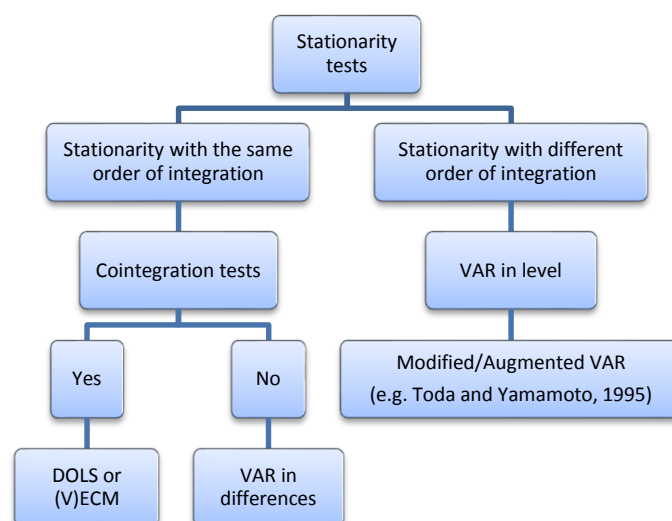 Stationarity
tests
Stationarity with the same
order of integration
Stationarity with different
order of integration
Cointegration tests
VAR in level
Yes
No
Modified/Augmented VAR
(e.g. Toda and Yamamoto, 1995)
DOLS or
(V)ECM
VAR in
differences